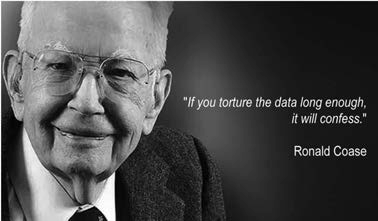 "If you torture the data long enough,
it will confess."
Ronald Coase